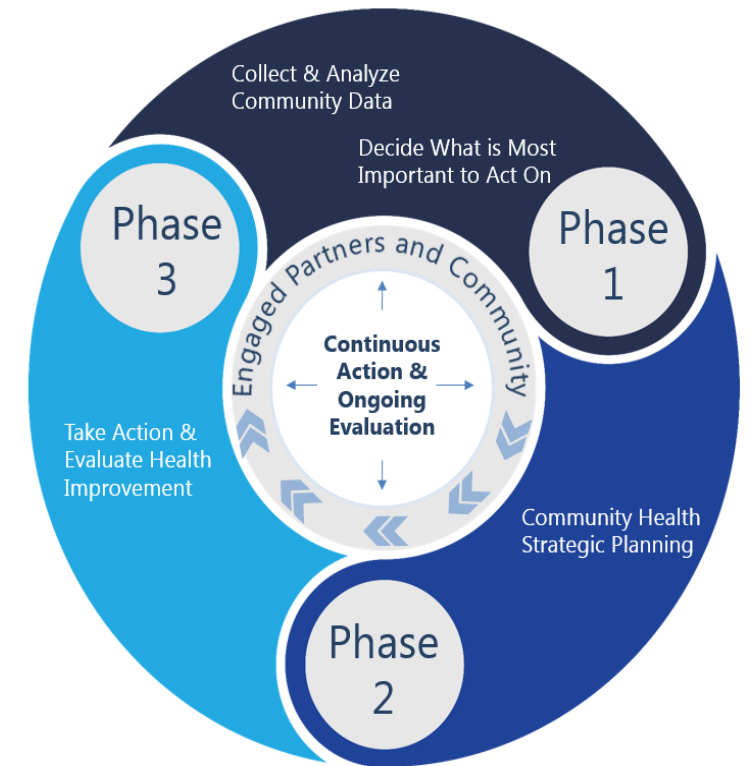 Collect & Analyze
Community Data
Decide What is Most
Important to Act On
Phase
1
Community Health
Strategic Planning
Phase
2
Take Action &
Evaluate Health
Improvement
Phase
3
Engaged Partners and Community
Continuous
Action &
Ongoing
Evaluation